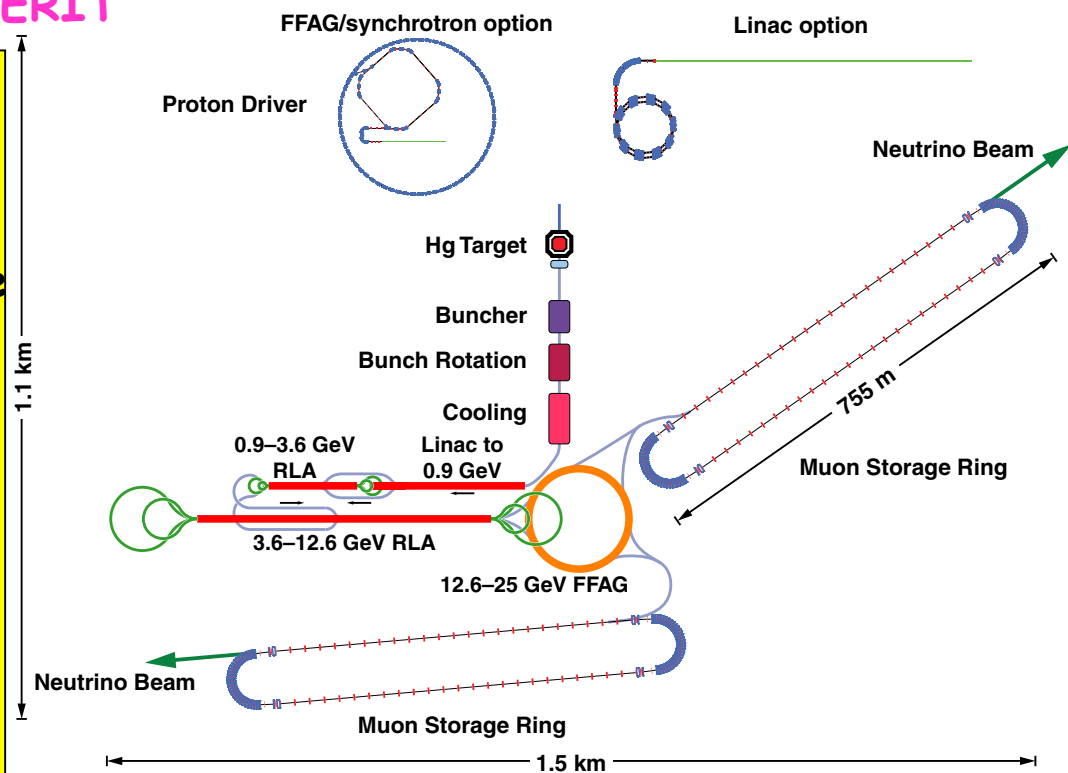 ERIT
FFAG/synchrotron option
Linac option
Proton Driver
Neutrino Beam
Hg Target
Buncher
1.1 km
Bunch Rotation
755 m
Cooling
0.9–3.6 GeV
RLA
Linac to
0.9 GeV
Muon Storage Ring
3.6–12.6 GeV RLA
12.6–25 GeV FFAG
Neutrino Beam
Muon Storage Ring
1.5 km